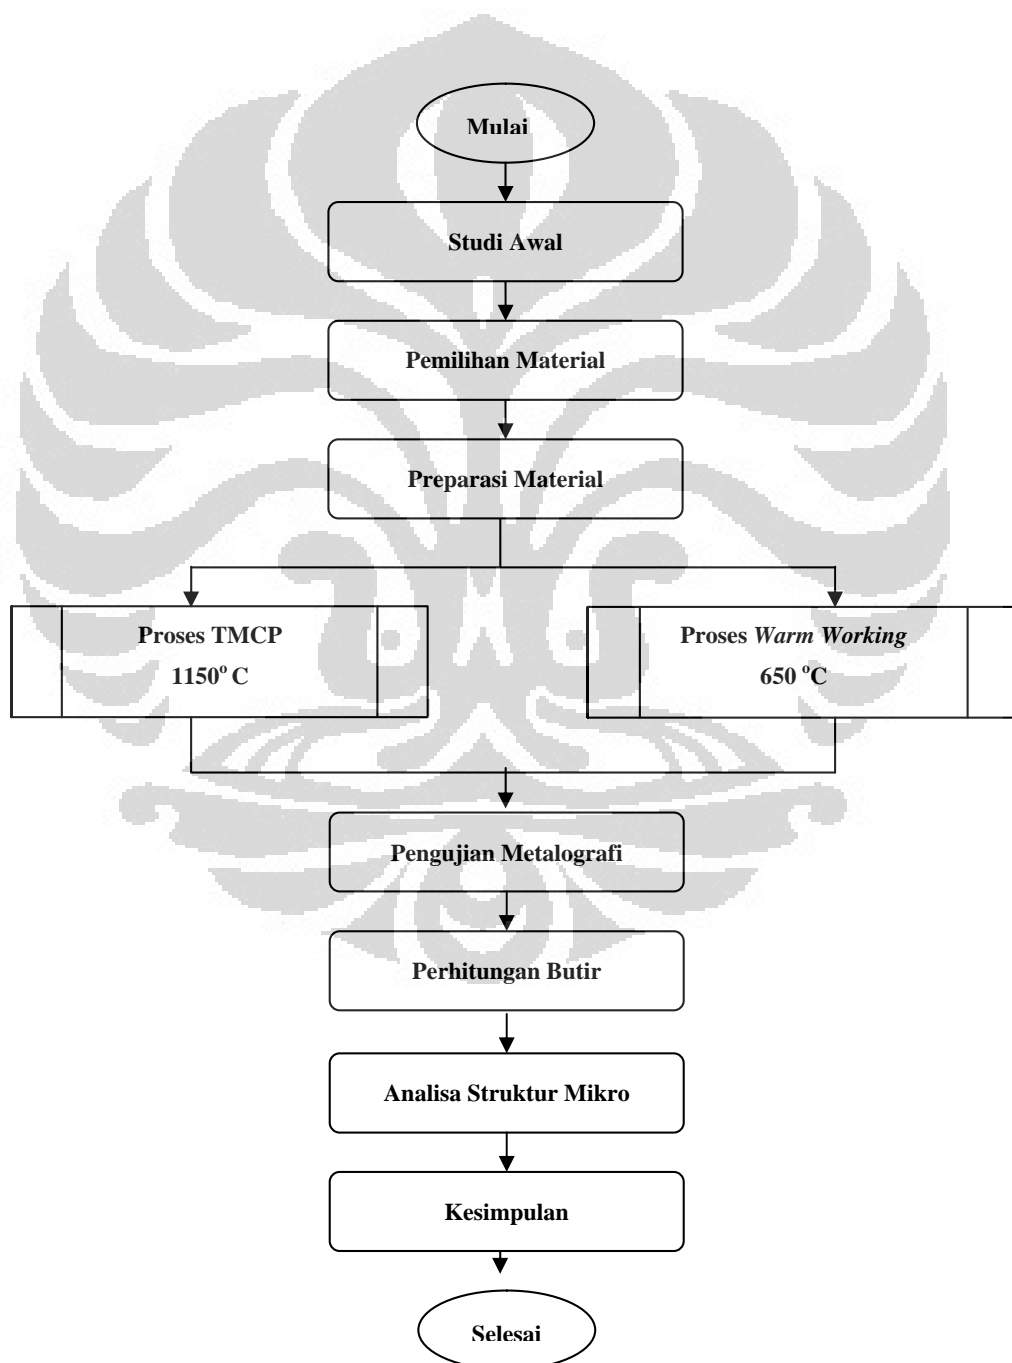 Mulai
Studi Awal
Pemilihan Material
Preparasi Material
Proses TMCP
1150° C
Proses Warm Working
650 °C
Pengujian Metalografi
Perhitungan Butir
Analisa Struktur Mikro
Kesimpulan
Selesai